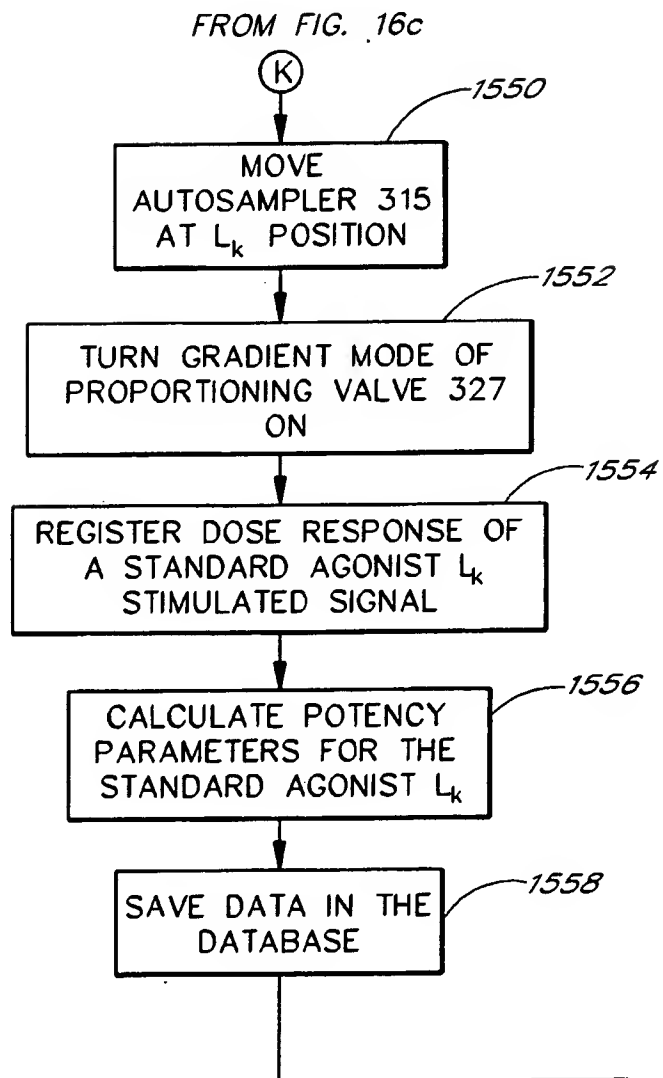 FROM FIG. 16c
K
1550
MOVE
AUTOSAMPLER 315
AT Lk POSITION
1552
TURN GRADIENT MODE OF
PROPORTIONING VALVE 327
ON
1554
REGISTER DOSE RESPONSE OF
A STANDARD AGONIST Lk
STIMULATED SIGNAL
1556
CALCULATE POTENCY
PARAMETERS FOR THE
STANDARD AGONIST Lk
1558
SAVE DATA IN THE
DATABASE